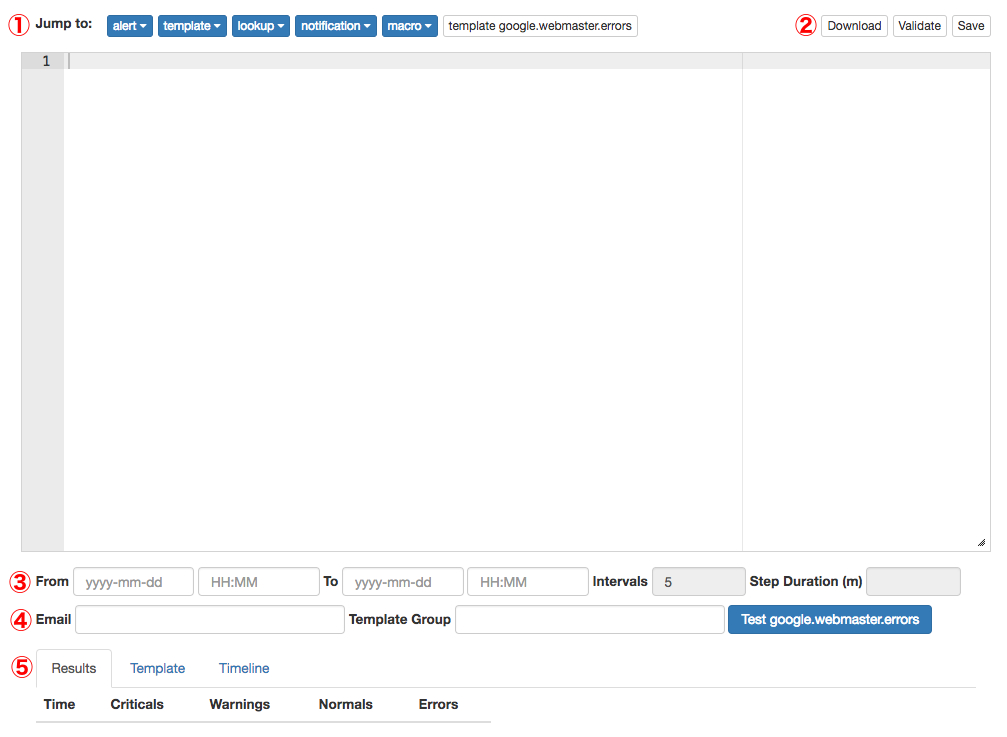 ① Jump to: alert template lookup notification macro template google.webmaster.errors ② Download Validate Save
1
③ From yyyy-mm-dd HH:MM To yyyy-mm-dd HH:MM Intervals 5 Step Duration (m)
④ Email Template Group Test google.webmaster.errors
⑤ Results Template Timeline
Time Criticals Warnings Normals Errors